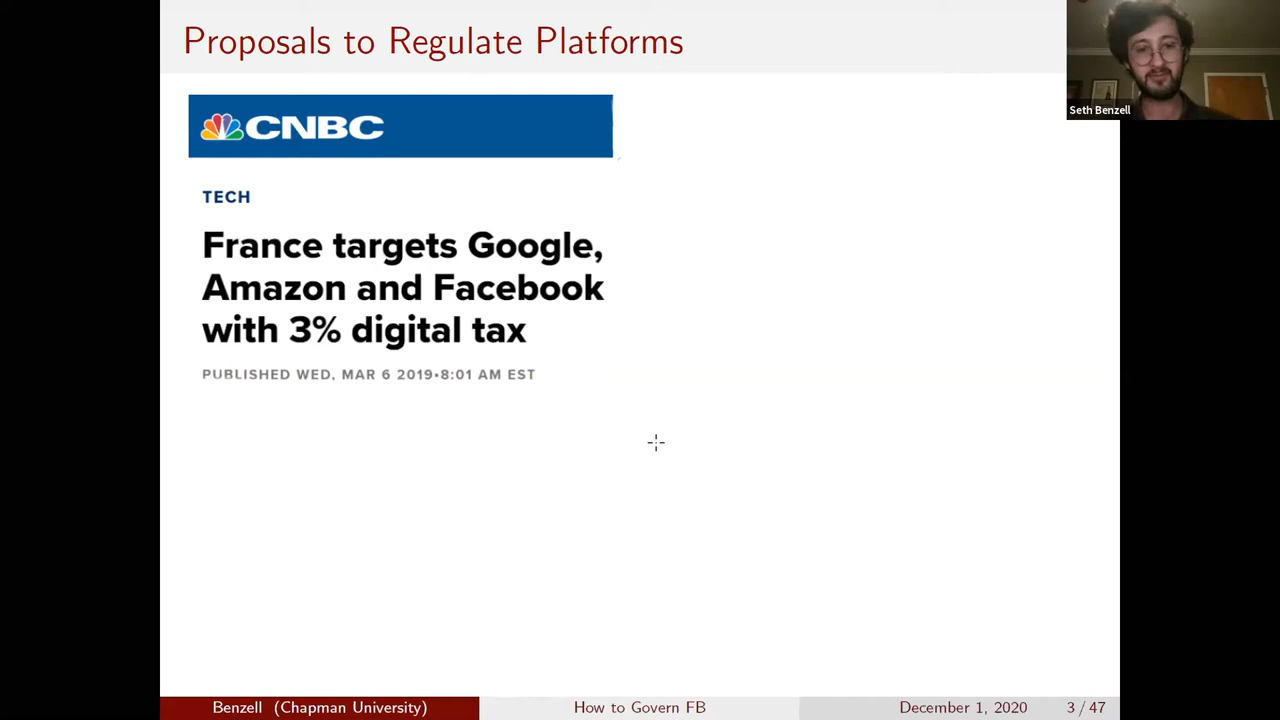 Proposals to Regulate Platforms
Seth Benzell
CNBC
TECH
France targets Google,
Amazon and Facebook
with 3% digital tax
PUBLISHED WED, MAR 6 2019•8:01 AM EST
Benzell (Chapman University) How to Govern FB December 1, 2020 3 / 47